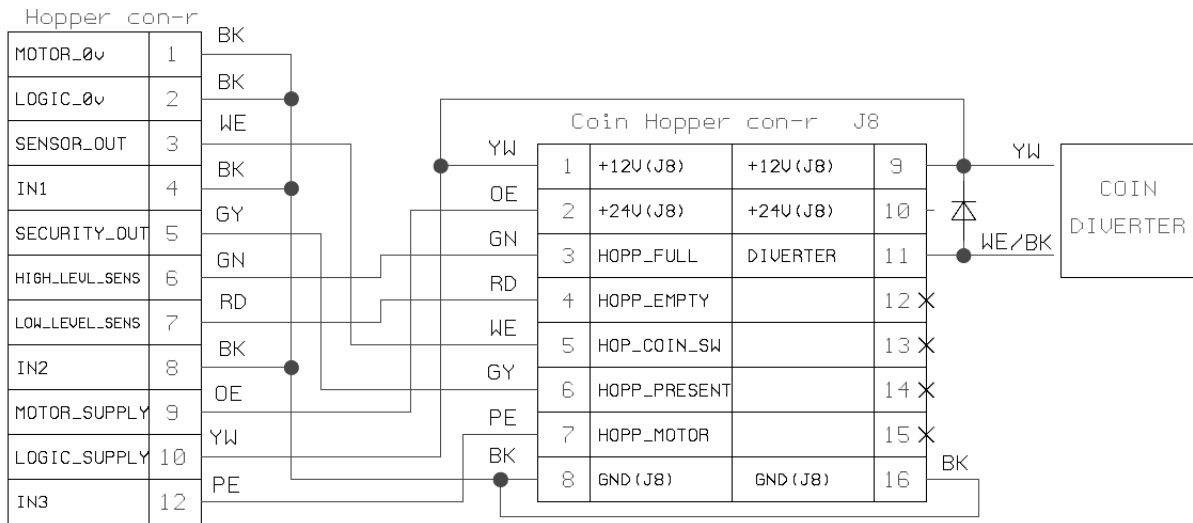 Hopper con-r
MOTOR_0v 1 BK
LOGIC_0v 2 BK
SENSOR_OUT 3 WE
IN1 4 BK
SECURITY_OUT 5 GY
HIGH_LEVL_SENS 6 GN
LOW_LEVEL_SENS 7 RD
IN2 8 BK
MOTOR_SUPPLY 9 OE
LOGIC_SUPPLY 10 YW
IN3 12 PE
Coin Hopper con-r J8
YW 1 +12V(J8) +12V(J8) 9 YW
OE 2 +24V(J8) +24V(J8) 10
GN 3 HOPP_FULL DIVERTER 11 WE/BK
RD 4 HOPP_EMPTY 12
WE 5 HOP_COIN_SW 13
GY 6 HOPP_PRESENT 14
PE 7 HOPP_MOTOR 15
BK 8 GND(J8) GND(J8) 16 BK
COIN
DIVERTER